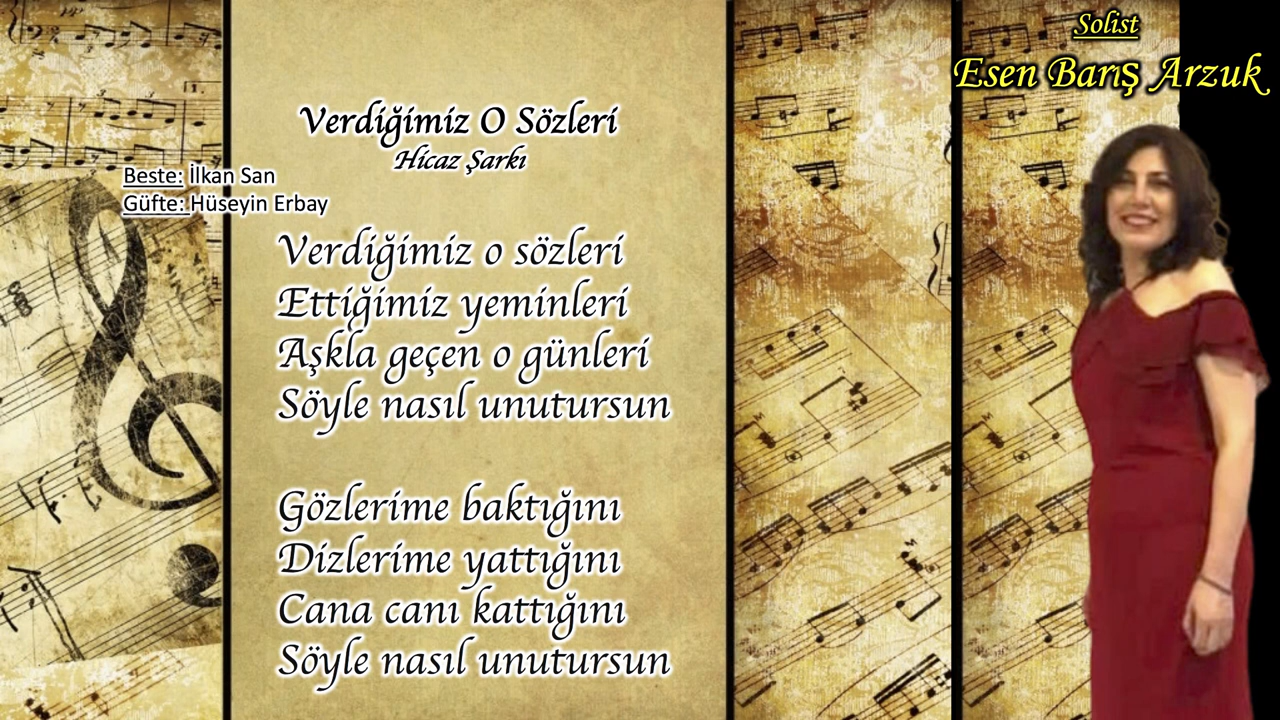 Solist
Esen Barış Arzuk
Verdiğimiz O Sözleri
Hicaz Şarkı
Beste: İlkan San
Güfte: Hüseyin Erbay
Verdiğimiz o sözleri
Ettiğimiz yeminleri
Aşkla geçen o günleri
Söyle nasıl unutursun
Gözlerime baktığını
Dizlerime yattığını
Cana canı kattığını
Söyle nasıl unutursun